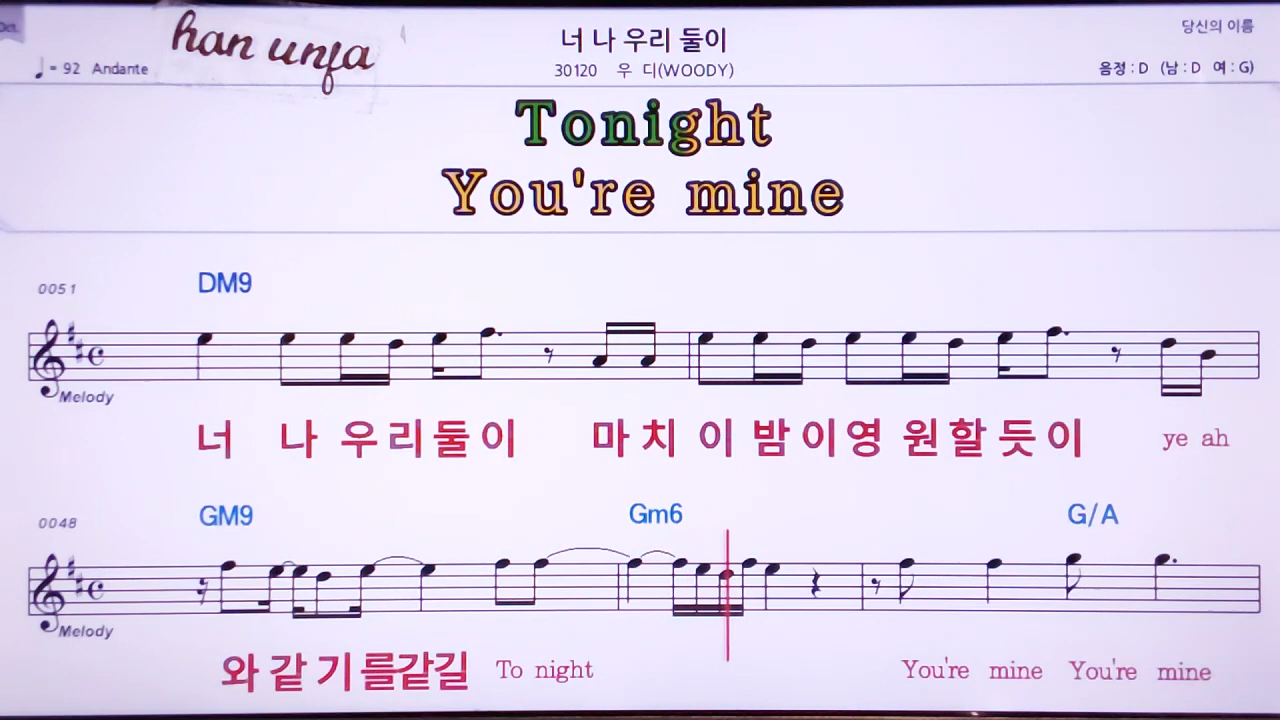 han unja
너 나 우리 둘이
당신의 이름
♩= 92 Andante
30120 우 디(WOODY)
음정 : D (남 : D 여 : G)
Tonight
You're mine
0051
DM9
Melody
너 나 우리둘이 마치 이 밤이영 원할듯이 ye ah
0048
GM9 Gm6 G/A
Melody
와같기를같길 To night You're mine You're mine